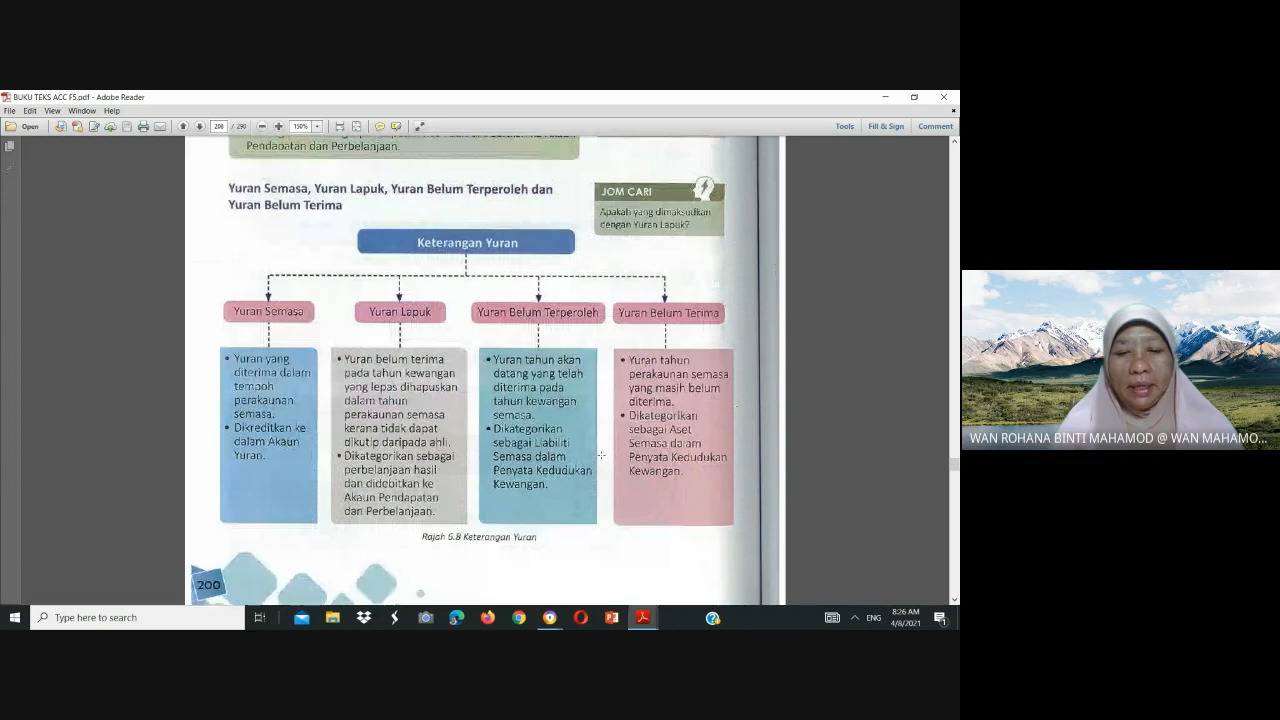 BUKU TEKS ACC F5.pdf - Adobe Reader
File Edit View Window Help
Open 206 / 290 150% Tools Fill & Sign Comment
Pendapatan dan Perbelanjaan.
Yuran Semasa, Yuran Lapuk, Yuran Belum Terperoleh dan
Yuran Belum Terima
JOM CARI
Apakah yang dimaksudkan
dengan Yuran Lapuk?
Keterangan Yuran
Yuran Semasa
Yuran Lapuk
Yuran Belum Terperoleh
Yuran Belum Terima
• Yuran yang
diterima dalam
tempoh
perakaunan
semasa.
• Dikreditkan ke
dalam Akaun
Yuran.
• Yuran belum terima
pada tahun kewangan
yang lepas dihapuskan
dalam tahun
perakaunan semasa
kerana tidak dapat
dikutip daripada ahli.
• Dikategorikan sebagai
perbelanjaan hasil
dan didebitkan ke
Akaun Pendapatan
dan Perbelanjaan.
• Yuran tahun akan
datang yang telah
diterima pada
tahun kewangan
semasa.
• Dikategorikan
sebagai Liabiliti
Semasa dalam
Penyata Kedudukan
Kewangan.
• Yuran tahun
perakaunan semasa
yang masih belum
diterima.
• Dikategorikan
sebagai Aset
Semasa dalam
Penyata Kedudukan
Kewangan.
Rajah 6.8 Keterangan Yuran
200
WAN ROHANA BINTI MAHAMOD @ WAN MAHAMO...
Type here to search
ENG
8:26 AM
4/8/2021